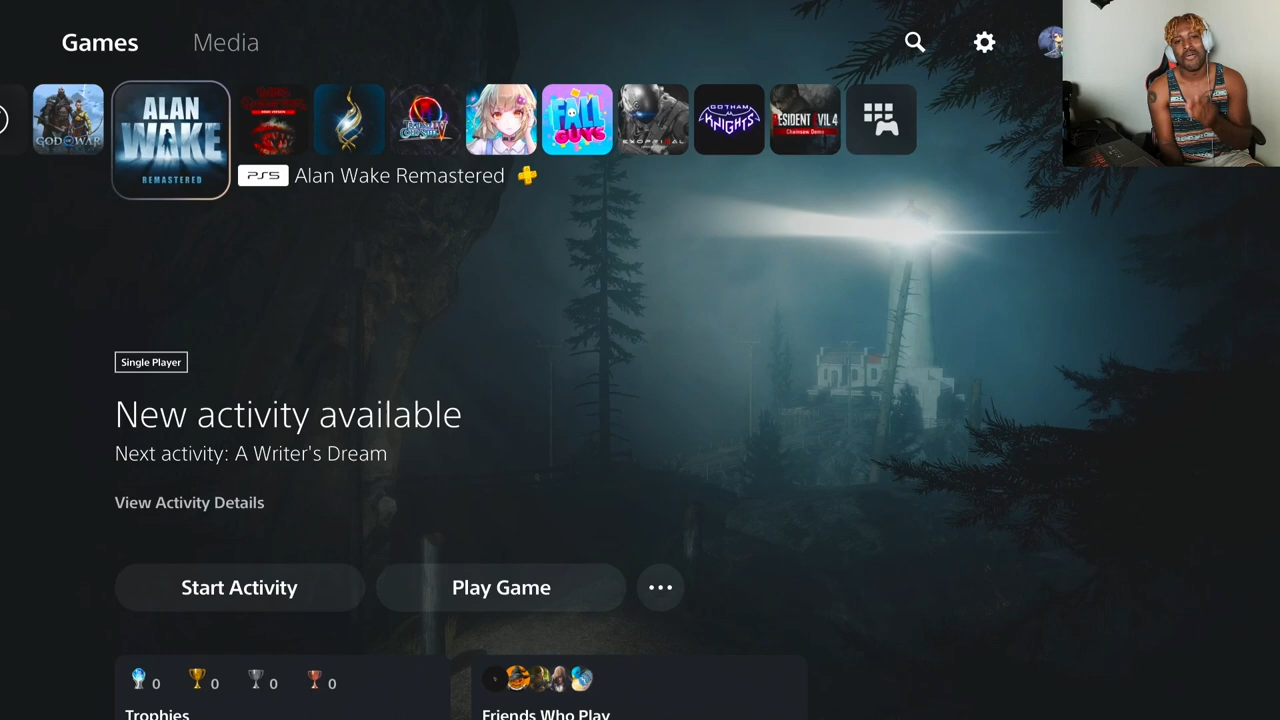 Games
Media
GOD OF WAR
ALAN
WAKE
REMASTERED
FALL
GUYS
EXOPRIMAL
GOTHAM
KNIGHTS
RESIDENT EVIL 4
Chainsaw Demo
PS5 Alan Wake Remastered
Single Player
New activity available
Next activity: A Writer's Dream
View Activity Details
Start Activity
Play Game
0 0 0 0
Trophies
Friends Who Play